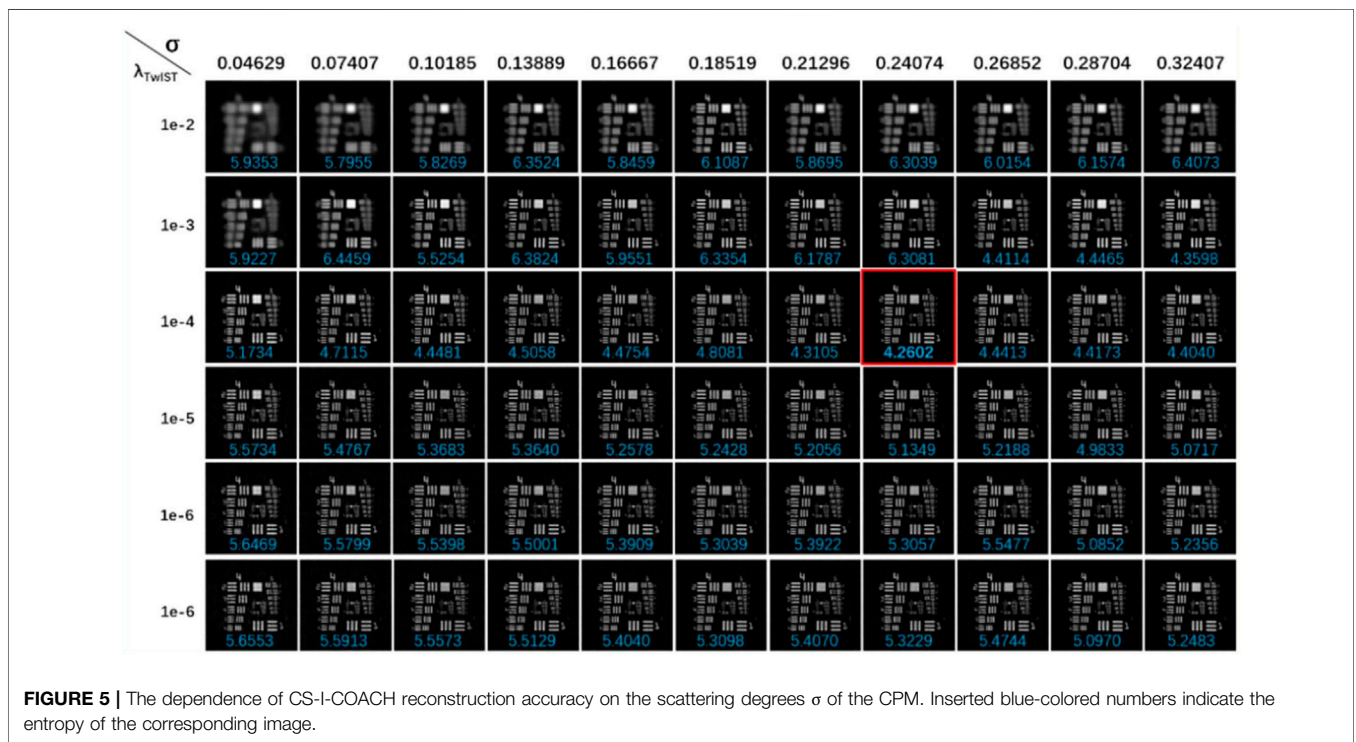 σ
λTwIST
0.04629 0.07407 0.10185 0.13889 0.16667 0.18519 0.21296 0.24074 0.26852 0.28704 0.32407
1e-2
5.9353 5.7955 5.8269 6.3524 5.8459 6.1087 5.8695 6.3039 6.0154 6.1574 6.4073
1e-3
5.9227 6.4459 5.5254 6.3824 5.9551 6.3354 6.1787 6.3081 4.4114 4.4465 4.3598
1e-4
5.1734 4.7115 4.4481 4.5058 4.4754 4.8081 4.3105 4.2602 4.4413 4.4173 4.4040
1e-5
5.5734 5.4767 5.3683 5.3640 5.2578 5.2428 5.2056 5.1349 5.2188 4.9833 5.0717
1e-6
5.6469 5.5799 5.5398 5.5001 5.3909 5.3039 5.3922 5.3057 5.5477 5.0852 5.2356
1e-6
5.6553 5.5913 5.5573 5.5129 5.4040 5.3098 5.4070 5.3229 5.4744 5.0970 5.2483
FIGURE 5 | The dependence of CS-I-COACH reconstruction accuracy on the scattering degrees σ of the CPM. Inserted blue-colored numbers indicate the
entropy of the corresponding image.